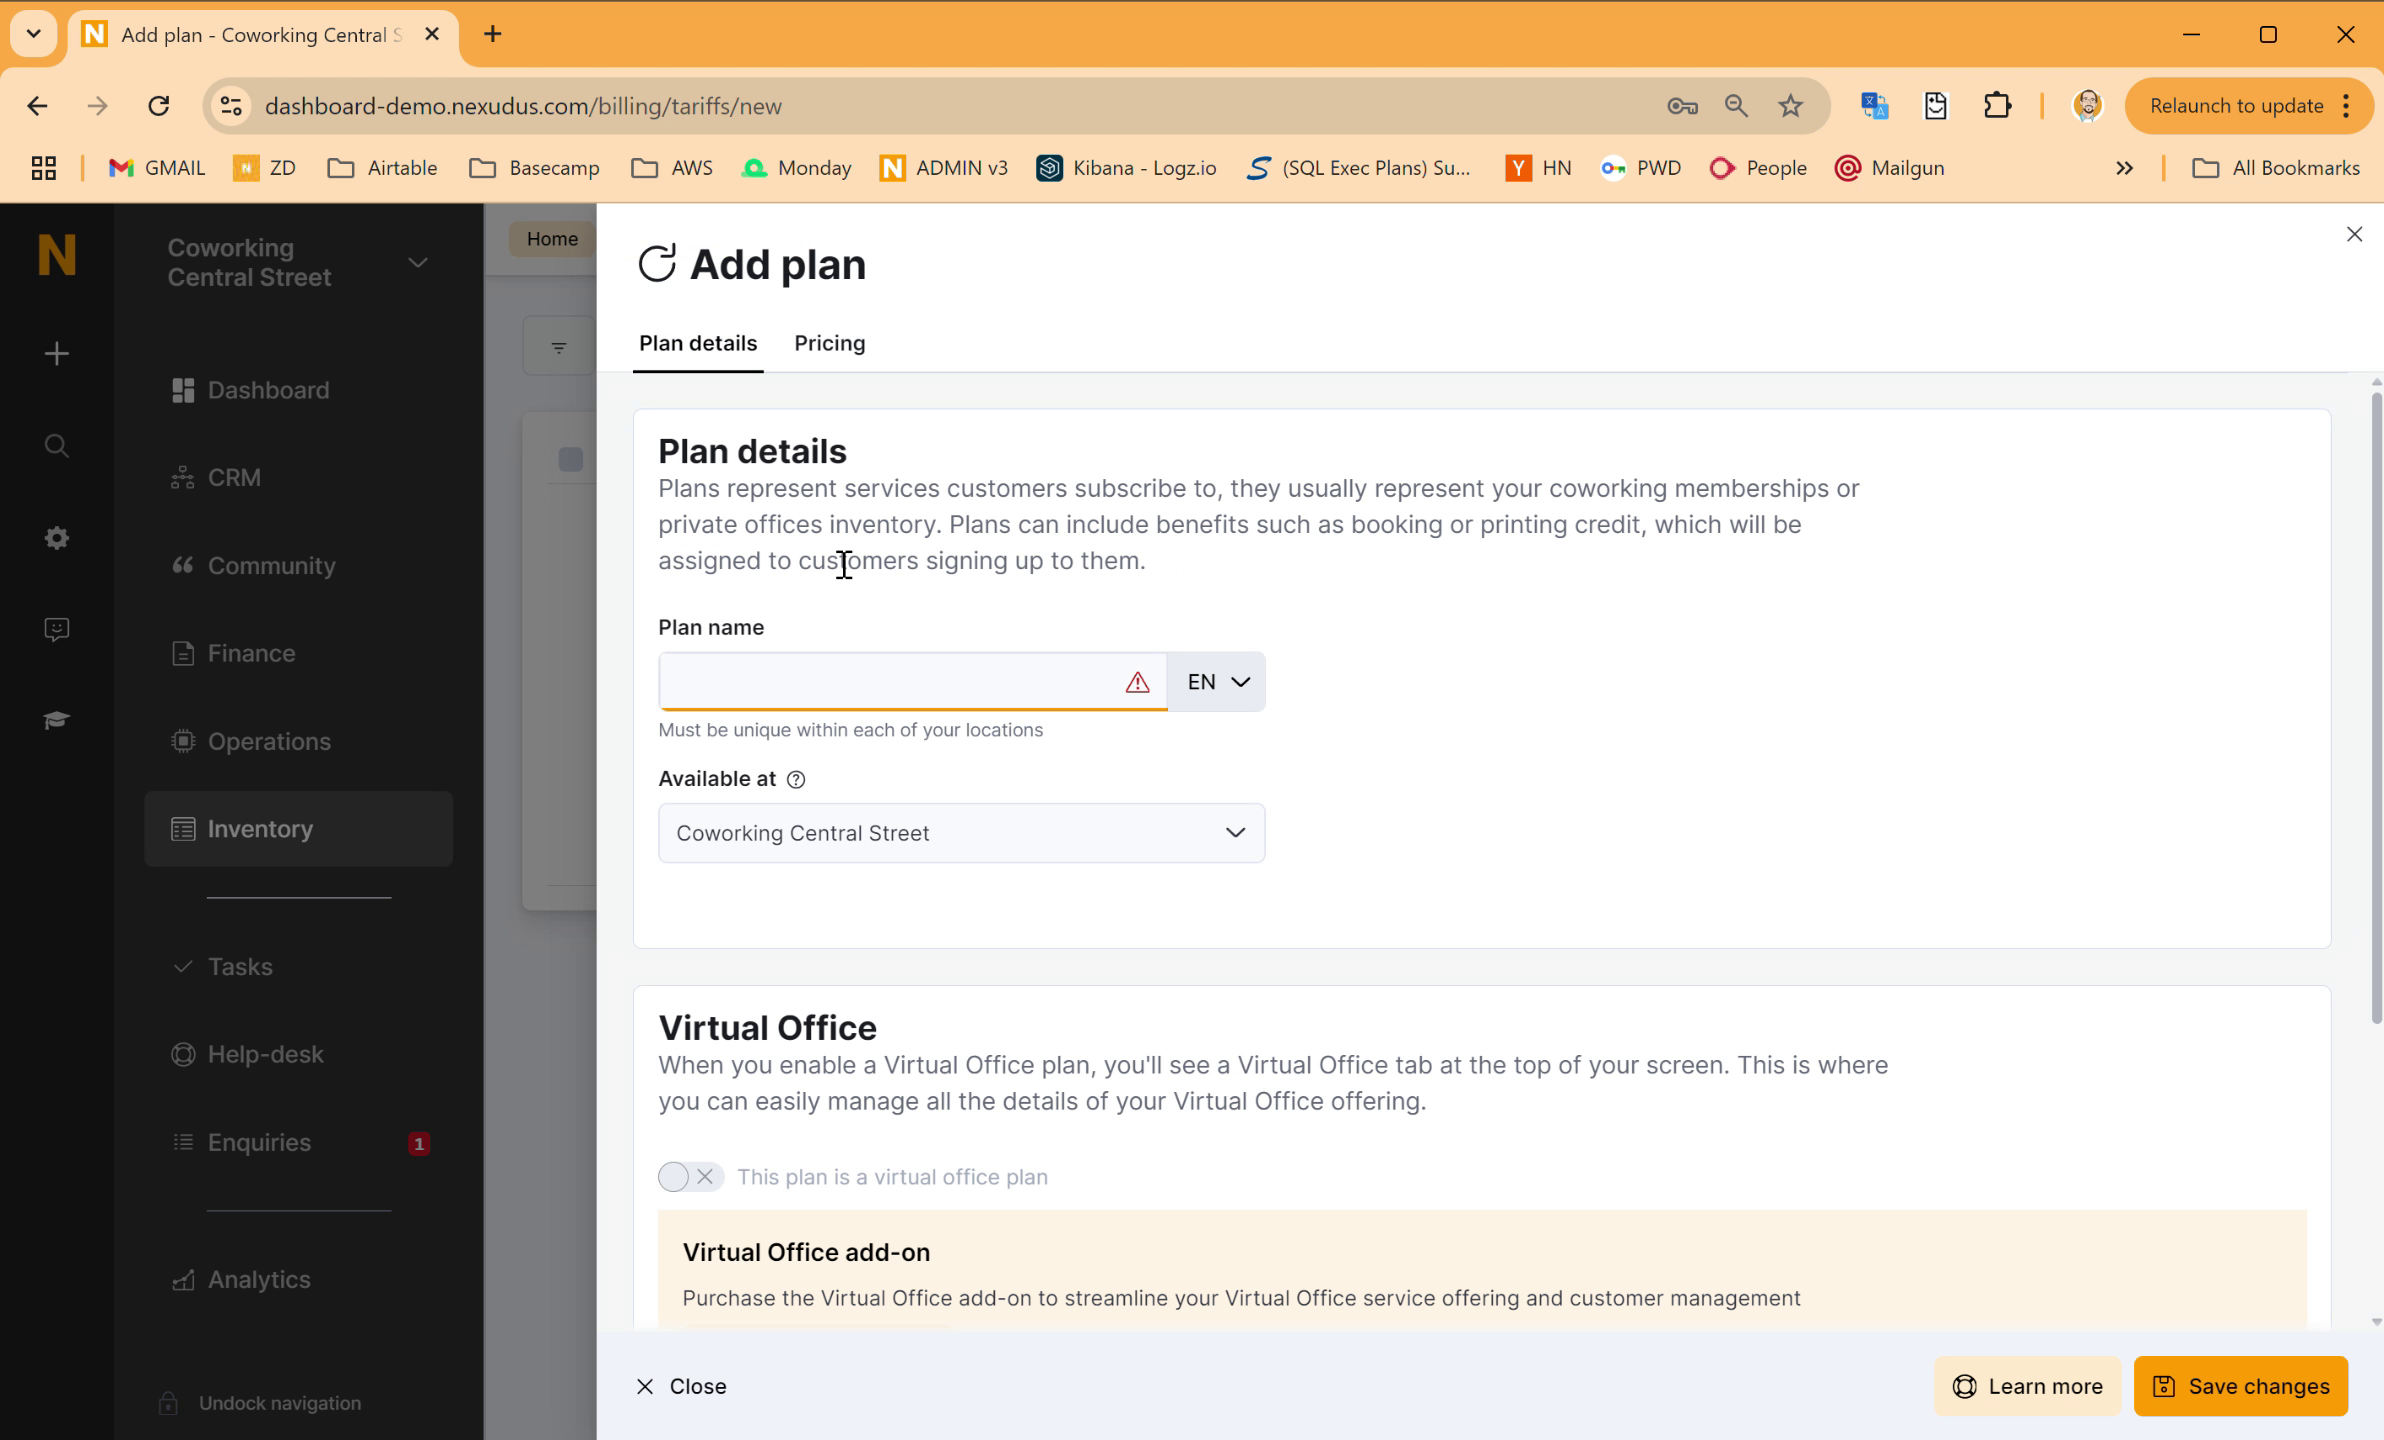 Add plan - Coworking Central S
dashboard-demo.nexudus.com/billing/tariffs/new
Relaunch to update
GMAIL
ZD
Airtable
Basecamp
AWS
Monday
ADMIN v3
Kibana - Logz.io
(SQL Exec Plans) Su...
HN
PWD
People
Mailgun
All Bookmarks
Coworking
Central Street
Dashboard
CRM
Community
Finance
Operations
Inventory
Tasks
Help-desk
Enquiries
1
Analytics
Undock navigation
Home
Add plan
Plan details
Pricing
Plan details
Plans represent services customers subscribe to, they usually represent your coworking memberships or
private offices inventory. Plans can include benefits such as booking or printing credit, which will be
assigned to customers signing up to them.
Plan name
EN
Must be unique within each of your locations
Available at
Coworking Central Street
Virtual Office
When you enable a Virtual Office plan, you'll see a Virtual Office tab at the top of your screen. This is where
you can easily manage all the details of your Virtual Office offering.
This plan is a virtual office plan
Virtual Office add-on
Purchase the Virtual Office add-on to streamline your Virtual Office service offering and customer management
Close
Learn more
Save changes